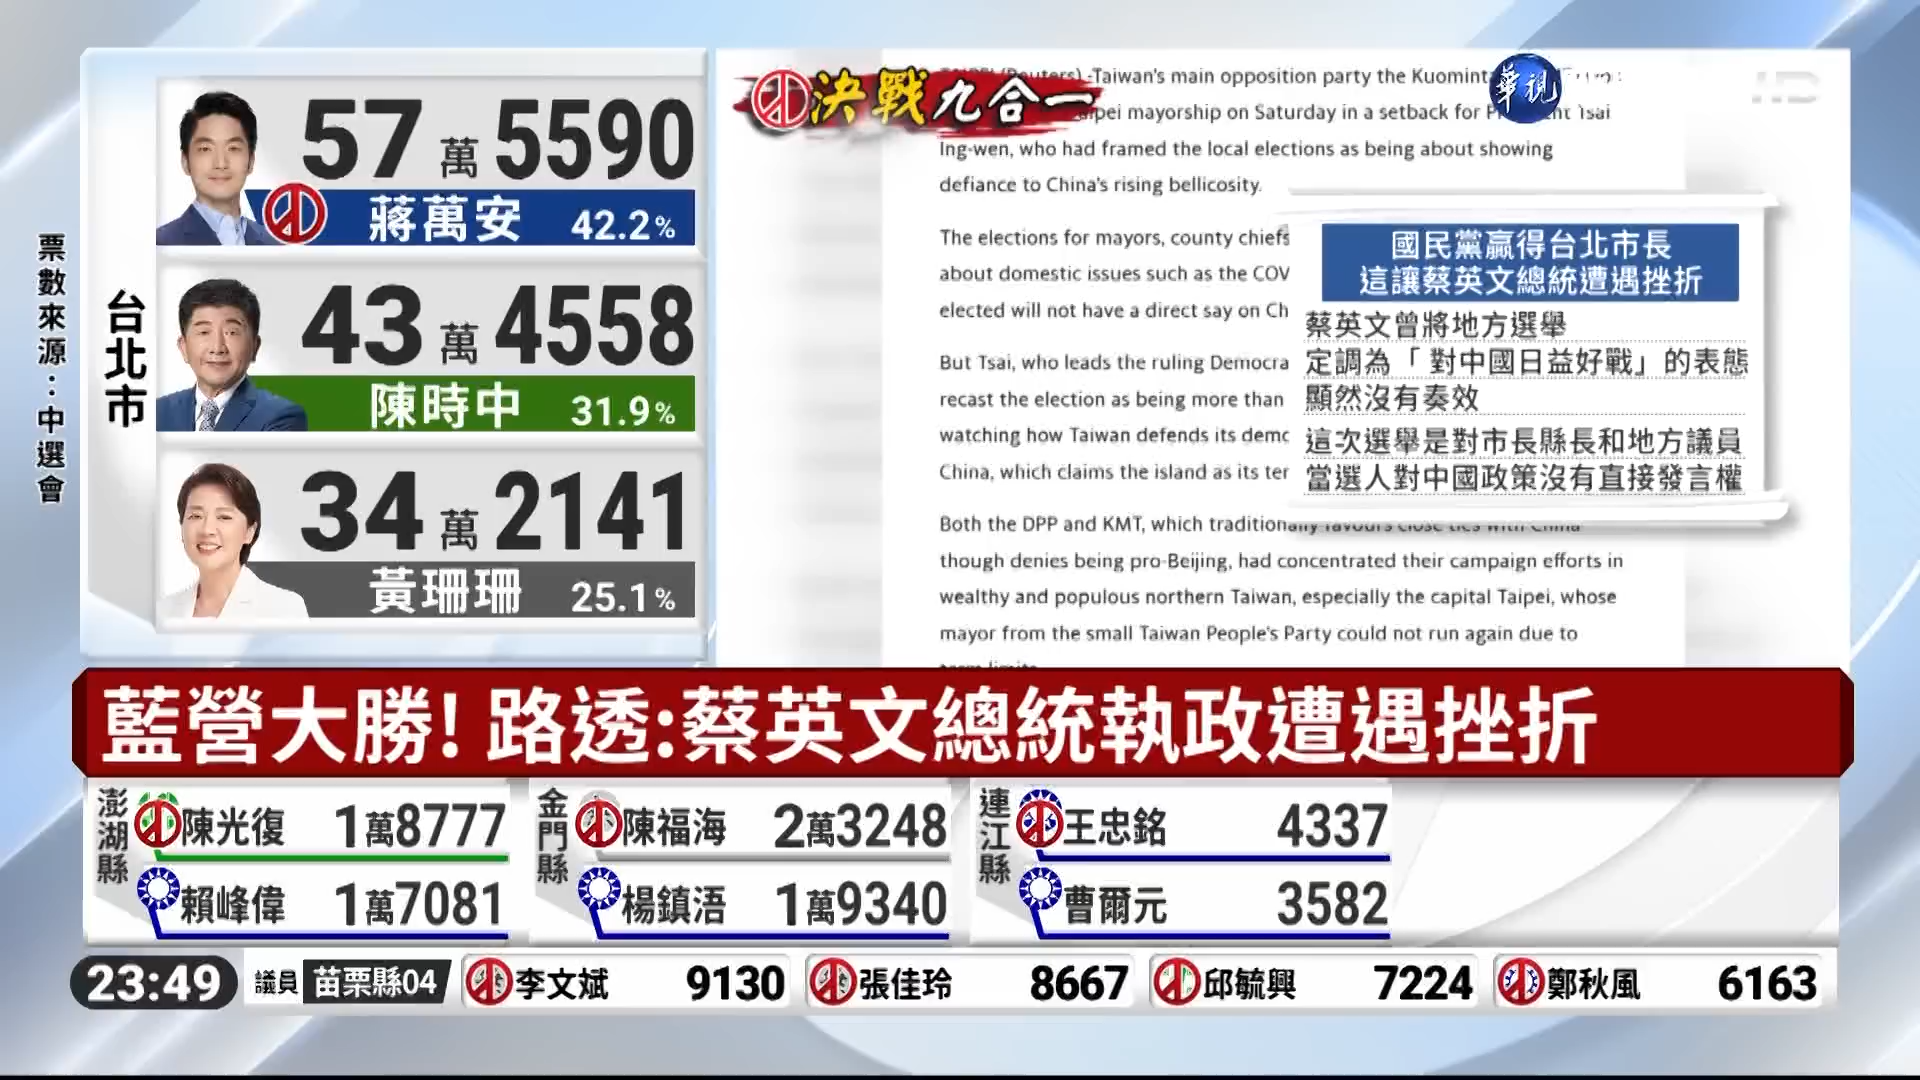 票數來源：中選會
台北市
57萬5590
蔣萬安 42.2%
43萬4558
陳時中 31.9%
34萬2141
黃珊珊 25.1%
決戰九合一
華視
HD
(Reuters) -Taiwan's main opposition party the
mayorship on Saturday in a setback for
Ing-wen, who had framed the local elections as being about showing
defiance to China's rising bellicosity.
The elections for mayors, county chiefs
about domestic issues such as the COV
elected will not have a direct say on Ch
But Tsai, who leads the ruling Democra
recast the election as being more than
watching how Taiwan defends its demc
China, which claims the island as its ter
Both the DPP and KMT, which traditionally favours close ties with China
though denies being pro-Beijing, had concentrated their campaign efforts in
wealthy and populous northern Taiwan, especially the capital Taipei, whose
mayor from the small Taiwan People's Party could not run again due to
國民黨贏得台北市長
這讓蔡英文總統遭遇挫折
蔡英文曾將地方選舉
定調為「對中國日益好戰」的表態
顯然沒有奏效
這次選舉是對市長縣長和地方議員
當選人對中國政策沒有直接發言權
藍營大勝! 路透:蔡英文總統執政遭遇挫折
澎湖縣
陳光復 1萬8777
賴峰偉 1萬7081
金門縣
陳福海 2萬3248
楊鎮浯 1萬9340
連江縣
王忠銘 4337
曹爾元 3582
23:49 議員 苗栗縣04 李文斌 9130 張佳玲 8667 邱毓興 7224 鄭秋風 6163